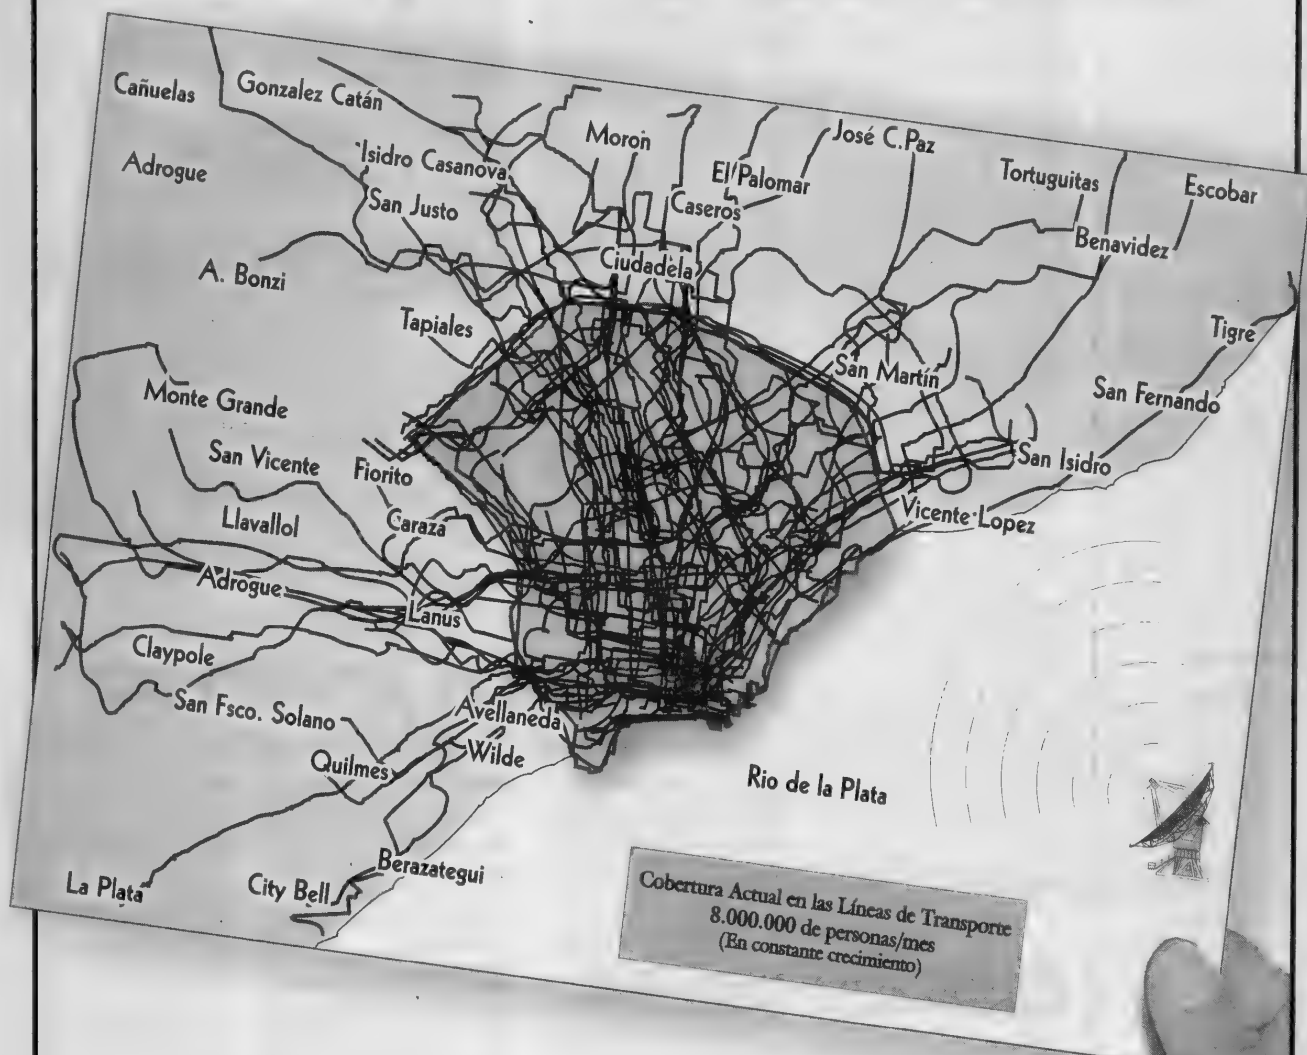 Cañuelas
Gonzalez Catán
Moron
José C.Paz
Adrogue
Isidro Casanova
El Palomar
Tortuguitas
Escobar
San Justo
Caseros
Benavidez
A. Bonzi
Ciudadela
Tapiales
Tigre
San Martín
San Fernando
Monte Grande
San Vicente
Fiorito
San Isidro
Llavallol
Caraza
Vicente Lopez
Adrogue
Lanús
Claypole
San Fsco. Solano
Avellaneda
Wilde
Quilmes
Rio de la Plata
Berazategui
La Plata
City Bell
Cobertura Actual en las Líneas de Transporte
8.000.000 de personas/mes
(En constante crecimiento)